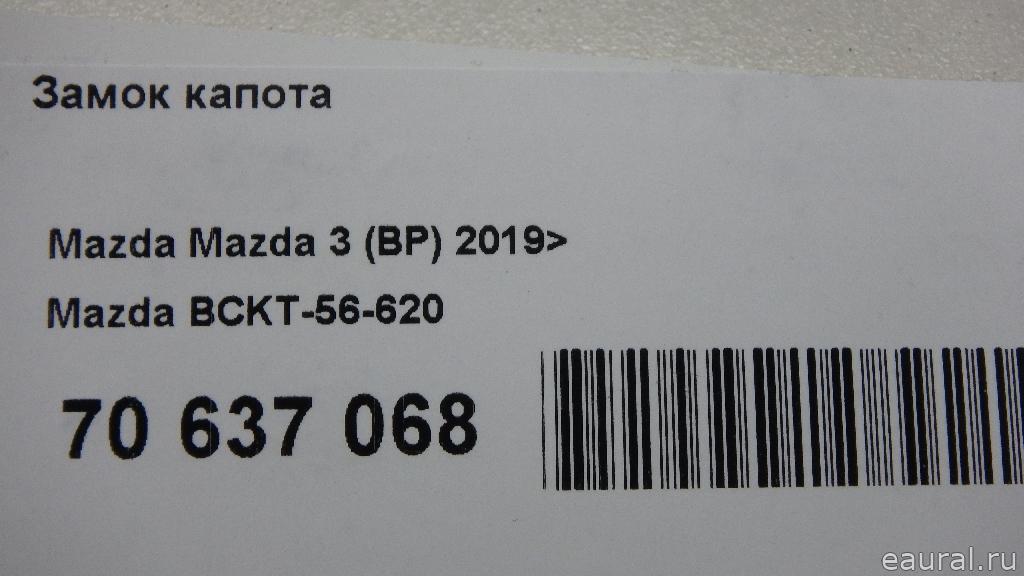 Замок капота
Mazda Mazda 3 (BP) 2019>
Mazda BCKT-56-620
70 637 068
eaural.ru